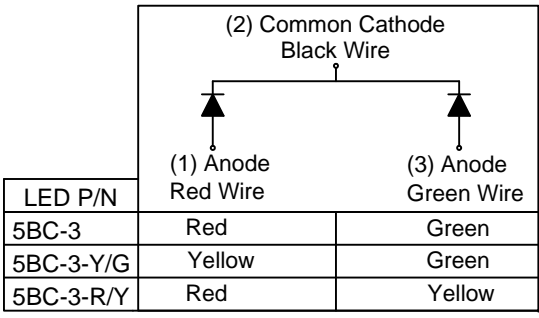 (2) Common Cathode
Black Wire
(1) Anode
Red Wire
(3) Anode
Green Wire
LED P/N
5BC-3 Red Green
5BC-3-Y/G Yellow Green
5BC-3-R/Y Red Yellow